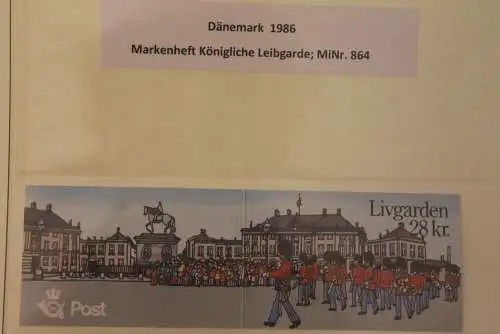 Dänemark 1986
Markenheft Königliche Leibgarde; MiNr. 864
Livgarden
28 kr.
Post